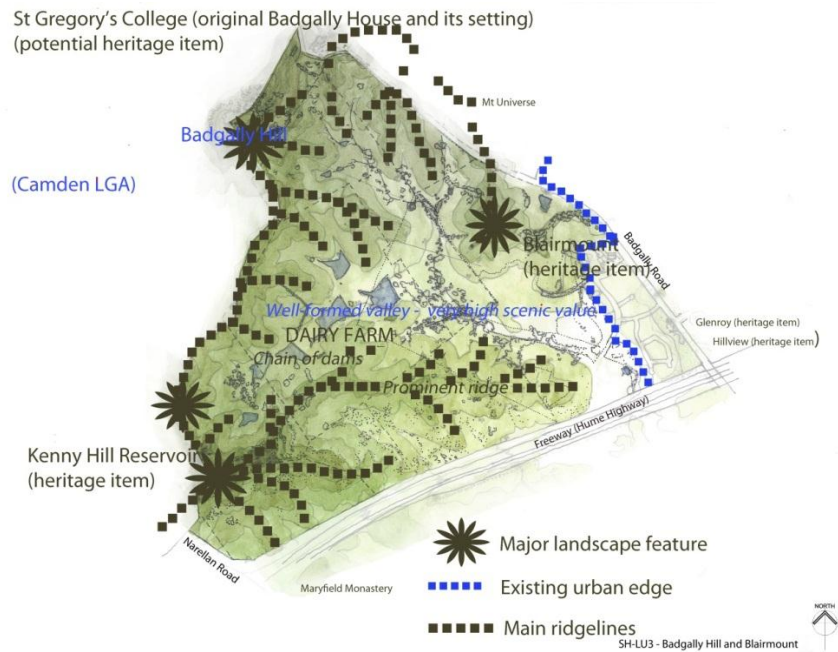 St Gregory's College (original Badgally House and its setting)
(potential heritage item)
Mt Universe
Badgally Hill
(Camden LGA)
Blairmount
(heritage item)
Badgally Road
Well-formed valley - very high scenic value
DAIRY FARM
Chain of dams
Glenroy (heritage item)
Hillview (heritage item)
Prominent ridge
Freeway (Hume Highway)
Kenny Hill Reservoir
(heritage item)
Narellan Road
Maryfield Monastery
Major landscape feature
Existing urban edge
Main ridgelines
NORTH
SH-LU3 - Badgally Hill and Blairmount